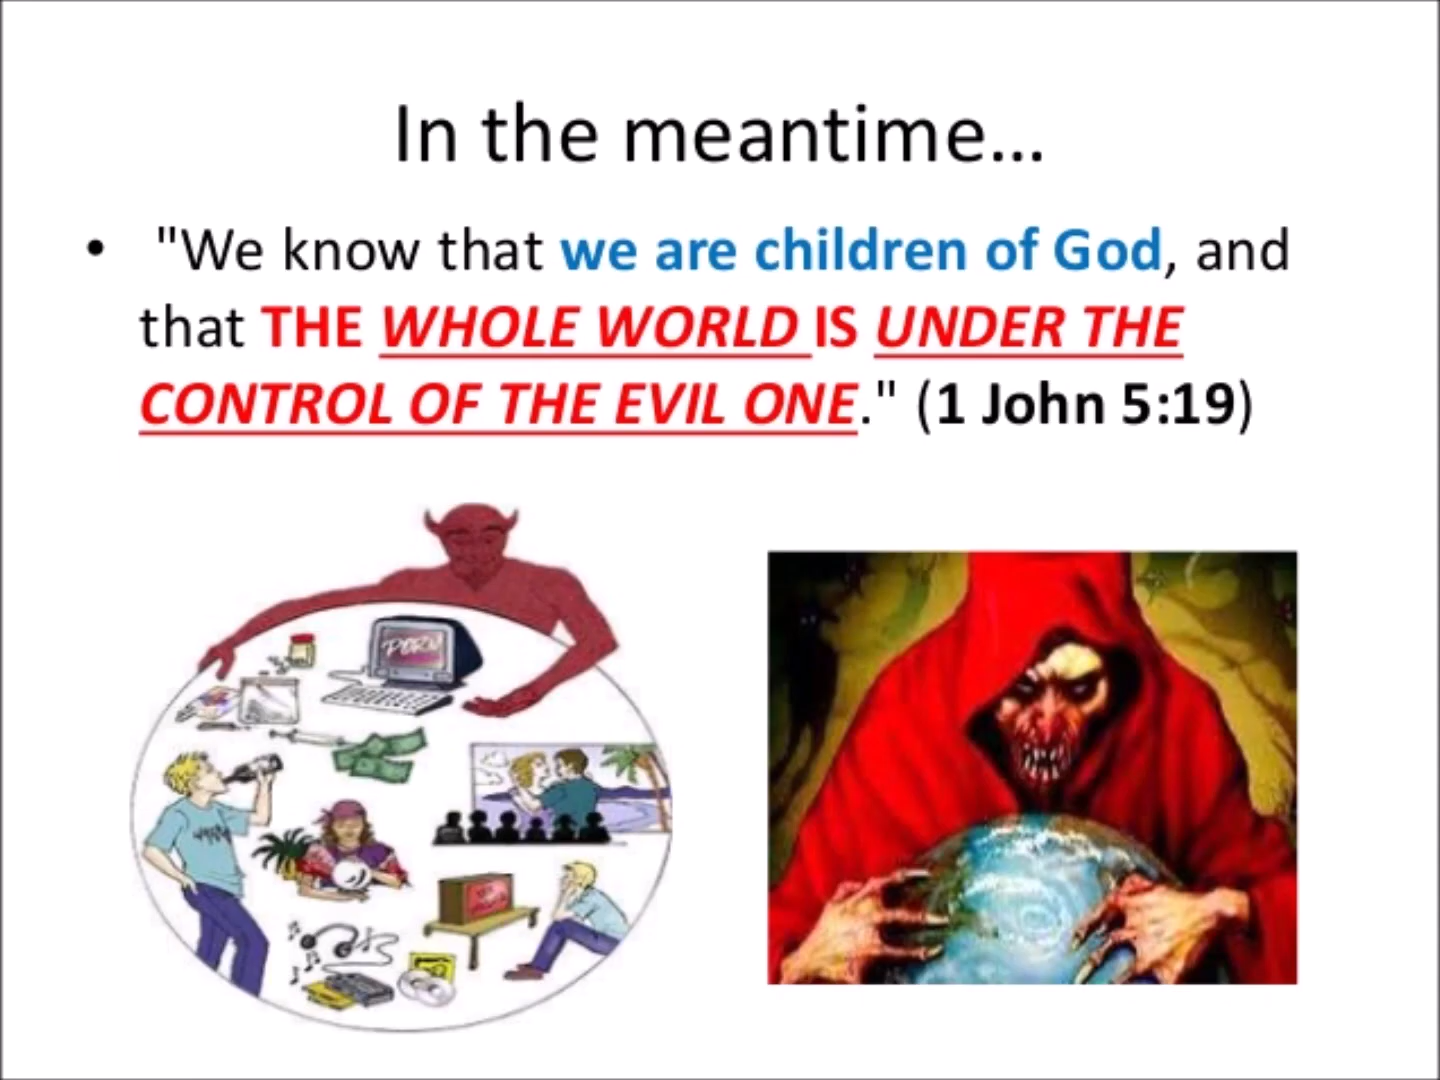 In the meantime...
• "We know that we are children of God, and
that THE WHOLE WORLD IS UNDER THE
CONTROL OF THE EVIL ONE." (1 John 5:19)
PORN